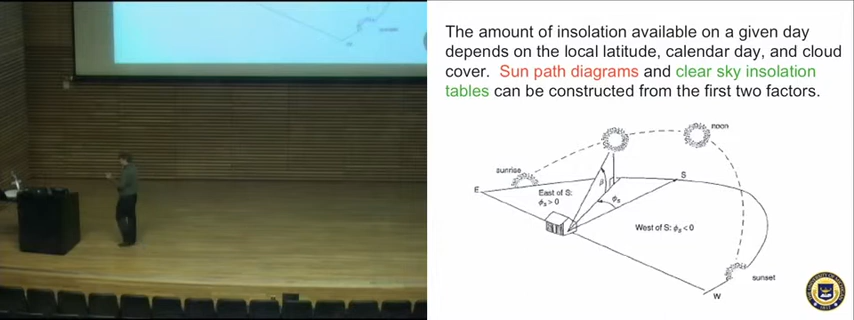 The amount of insolation available on a given day
depends on the local latitude, calendar day, and cloud
cover. Sun path diagrams and clear sky insolation
tables can be constructed from the first two factors.
noon
sunrise
S
E
East of S:
ϕs > 0
β
ϕs
West of S: ϕs < 0
sunset
W